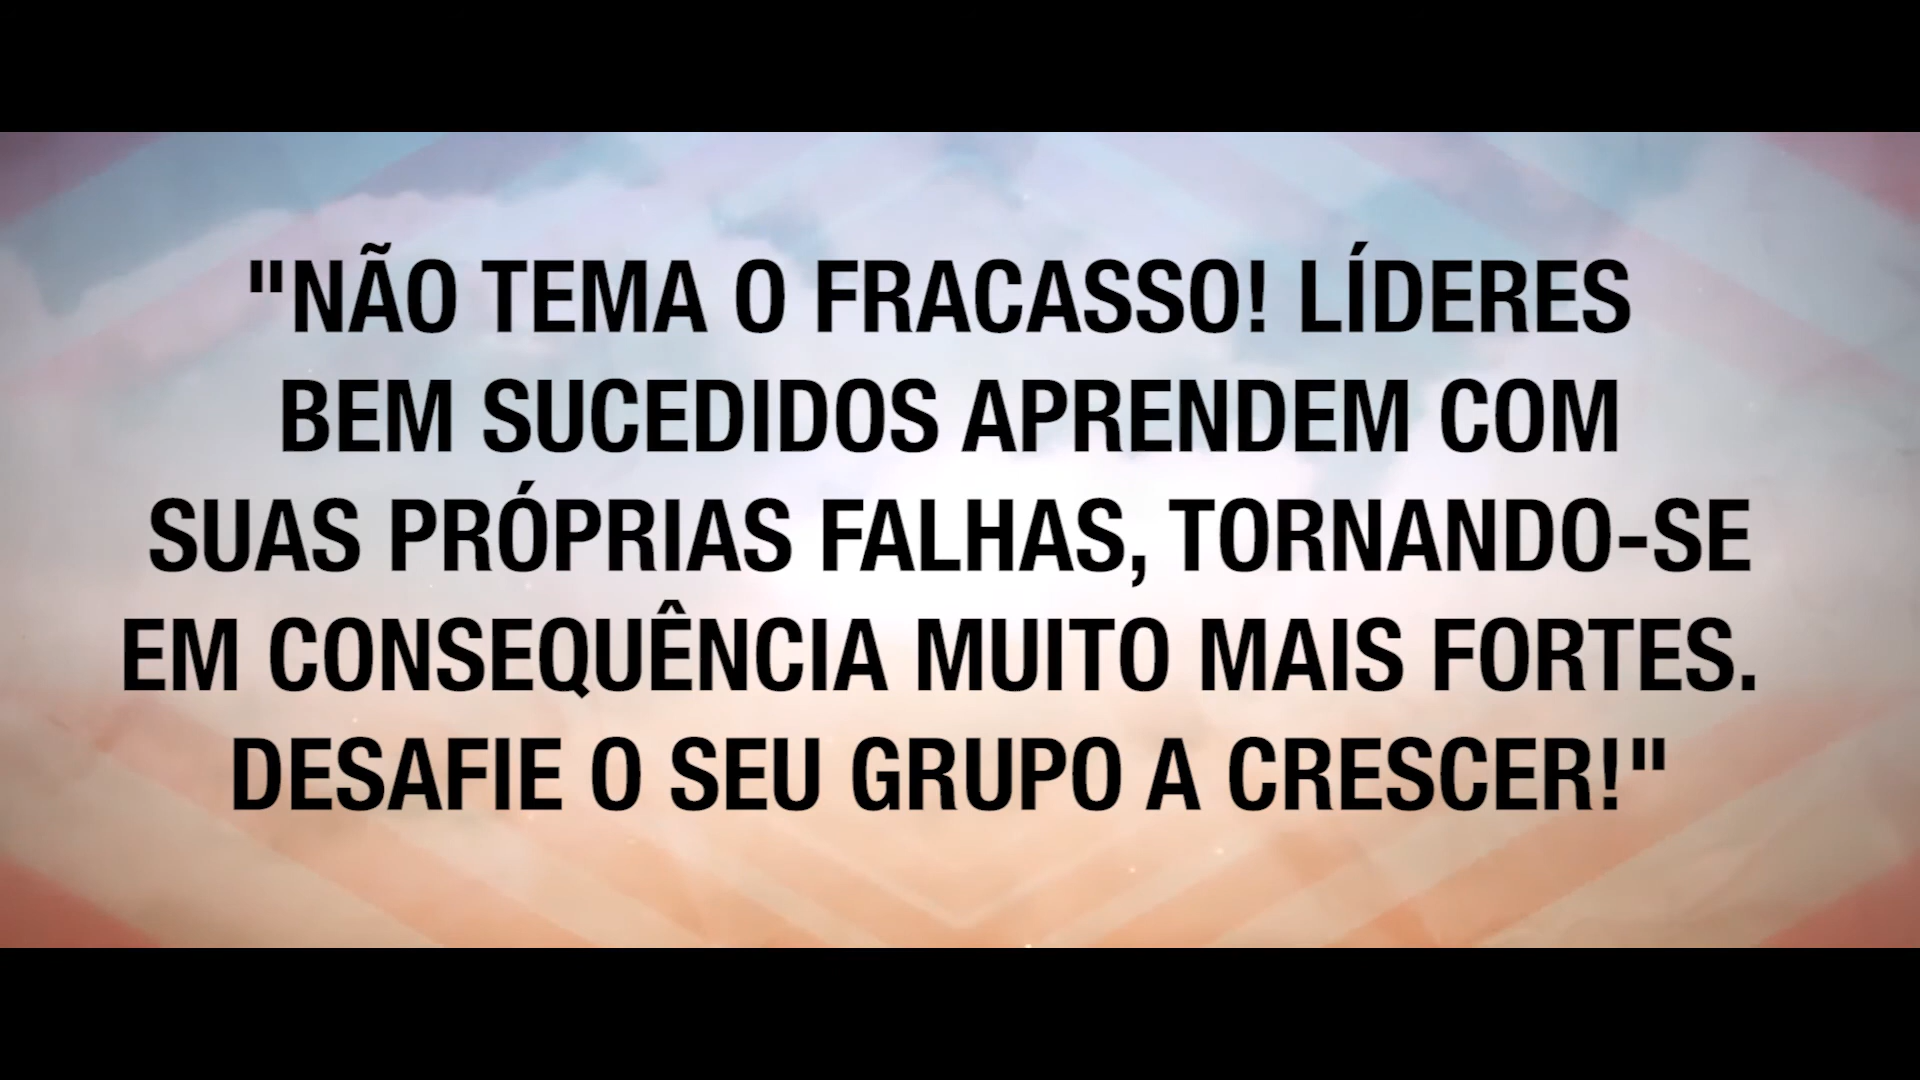 "NÃO TEMA O FRACASSO! LÍDERES
BEM SUCEDIDOS APRENDEM COM
SUAS PRÓPRIAS FALHAS, TORNANDO-SE
EM CONSEQUÊNCIA MUITO MAIS FORTES.
DESAFIE O SEU GRUPO A CRESCER!"